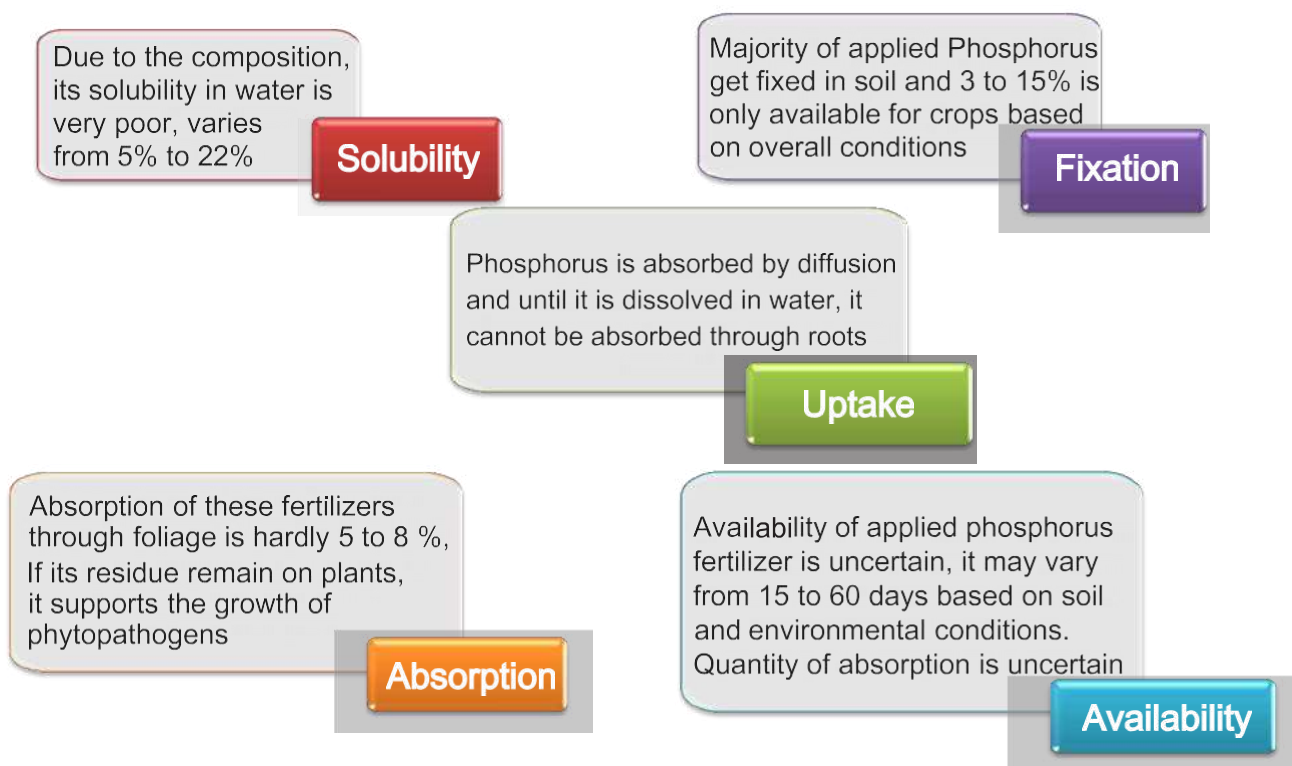 Due to the composition,
its solubility in water is
very poor, varies
from 5% to 22%
Solubility
Majority of applied Phosphorus
get fixed in soil and 3 to 15% is
only available for crops based
on overall conditions
Fixation
Phosphorus is absorbed by diffusion
and until it is dissolved in water, it
cannot be absorbed through roots
Uptake
Absorption of these fertilizers
through foliage is hardly 5 to 8 %,
If its residue remain on plants,
it supports the growth of
phytopathogens
Absorption
Availability of applied phosphorus
fertilizer is uncertain, it may vary
from 15 to 60 days based on soil
and environmental conditions.
Quantity of absorption is uncertain
Availability